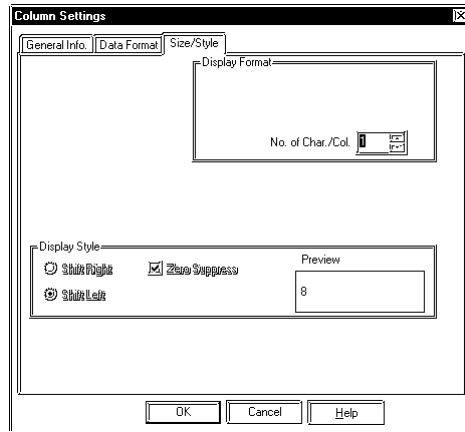 Column Settings
General Info. Data Format Size/Style
Display Format
No. of Char./Col. 1
Display Style
Shift Right Zero Suppress Preview
Shift Left 8
OK Cancel Help